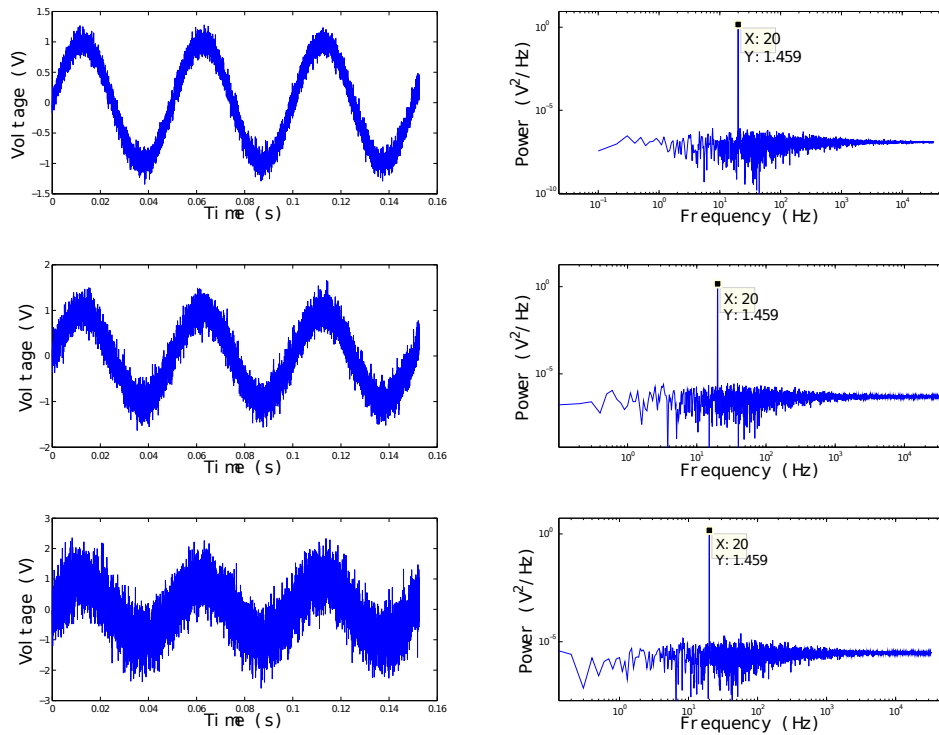 1.5
1
0.5
0
-0.5
-1
-1.5
Voltage (V)
0 0.02 0.04 0.06 0.08 0.1 0.12 0.14 0.16
Time (s)
10^0
10^-5
10^-10
Power (V^2/Hz)
X: 20
Y: 1.459
10^-1 10^0 10^1 10^2 10^3 10^4
Frequency (Hz)
2
1
0
-1
-2
Voltage (V)
0 0.02 0.04 0.06 0.08 0.1 0.12 0.14 0.16
Time (s)
10^0
10^-5
Power (V^2/Hz)
X: 20
Y: 1.459
10^0 10^1 10^2 10^3 10^4
Frequency (Hz)
3
2
1
0
-1
-2
-3
Voltage (V)
0 0.02 0.04 0.06 0.08 0.1 0.12 0.14 0.16
Time (s)
10^0
10^-5
Power (V^2/Hz)
X: 20
Y: 1.459
10^0 10^1 10^2 10^3 10^4
Frequency (Hz)